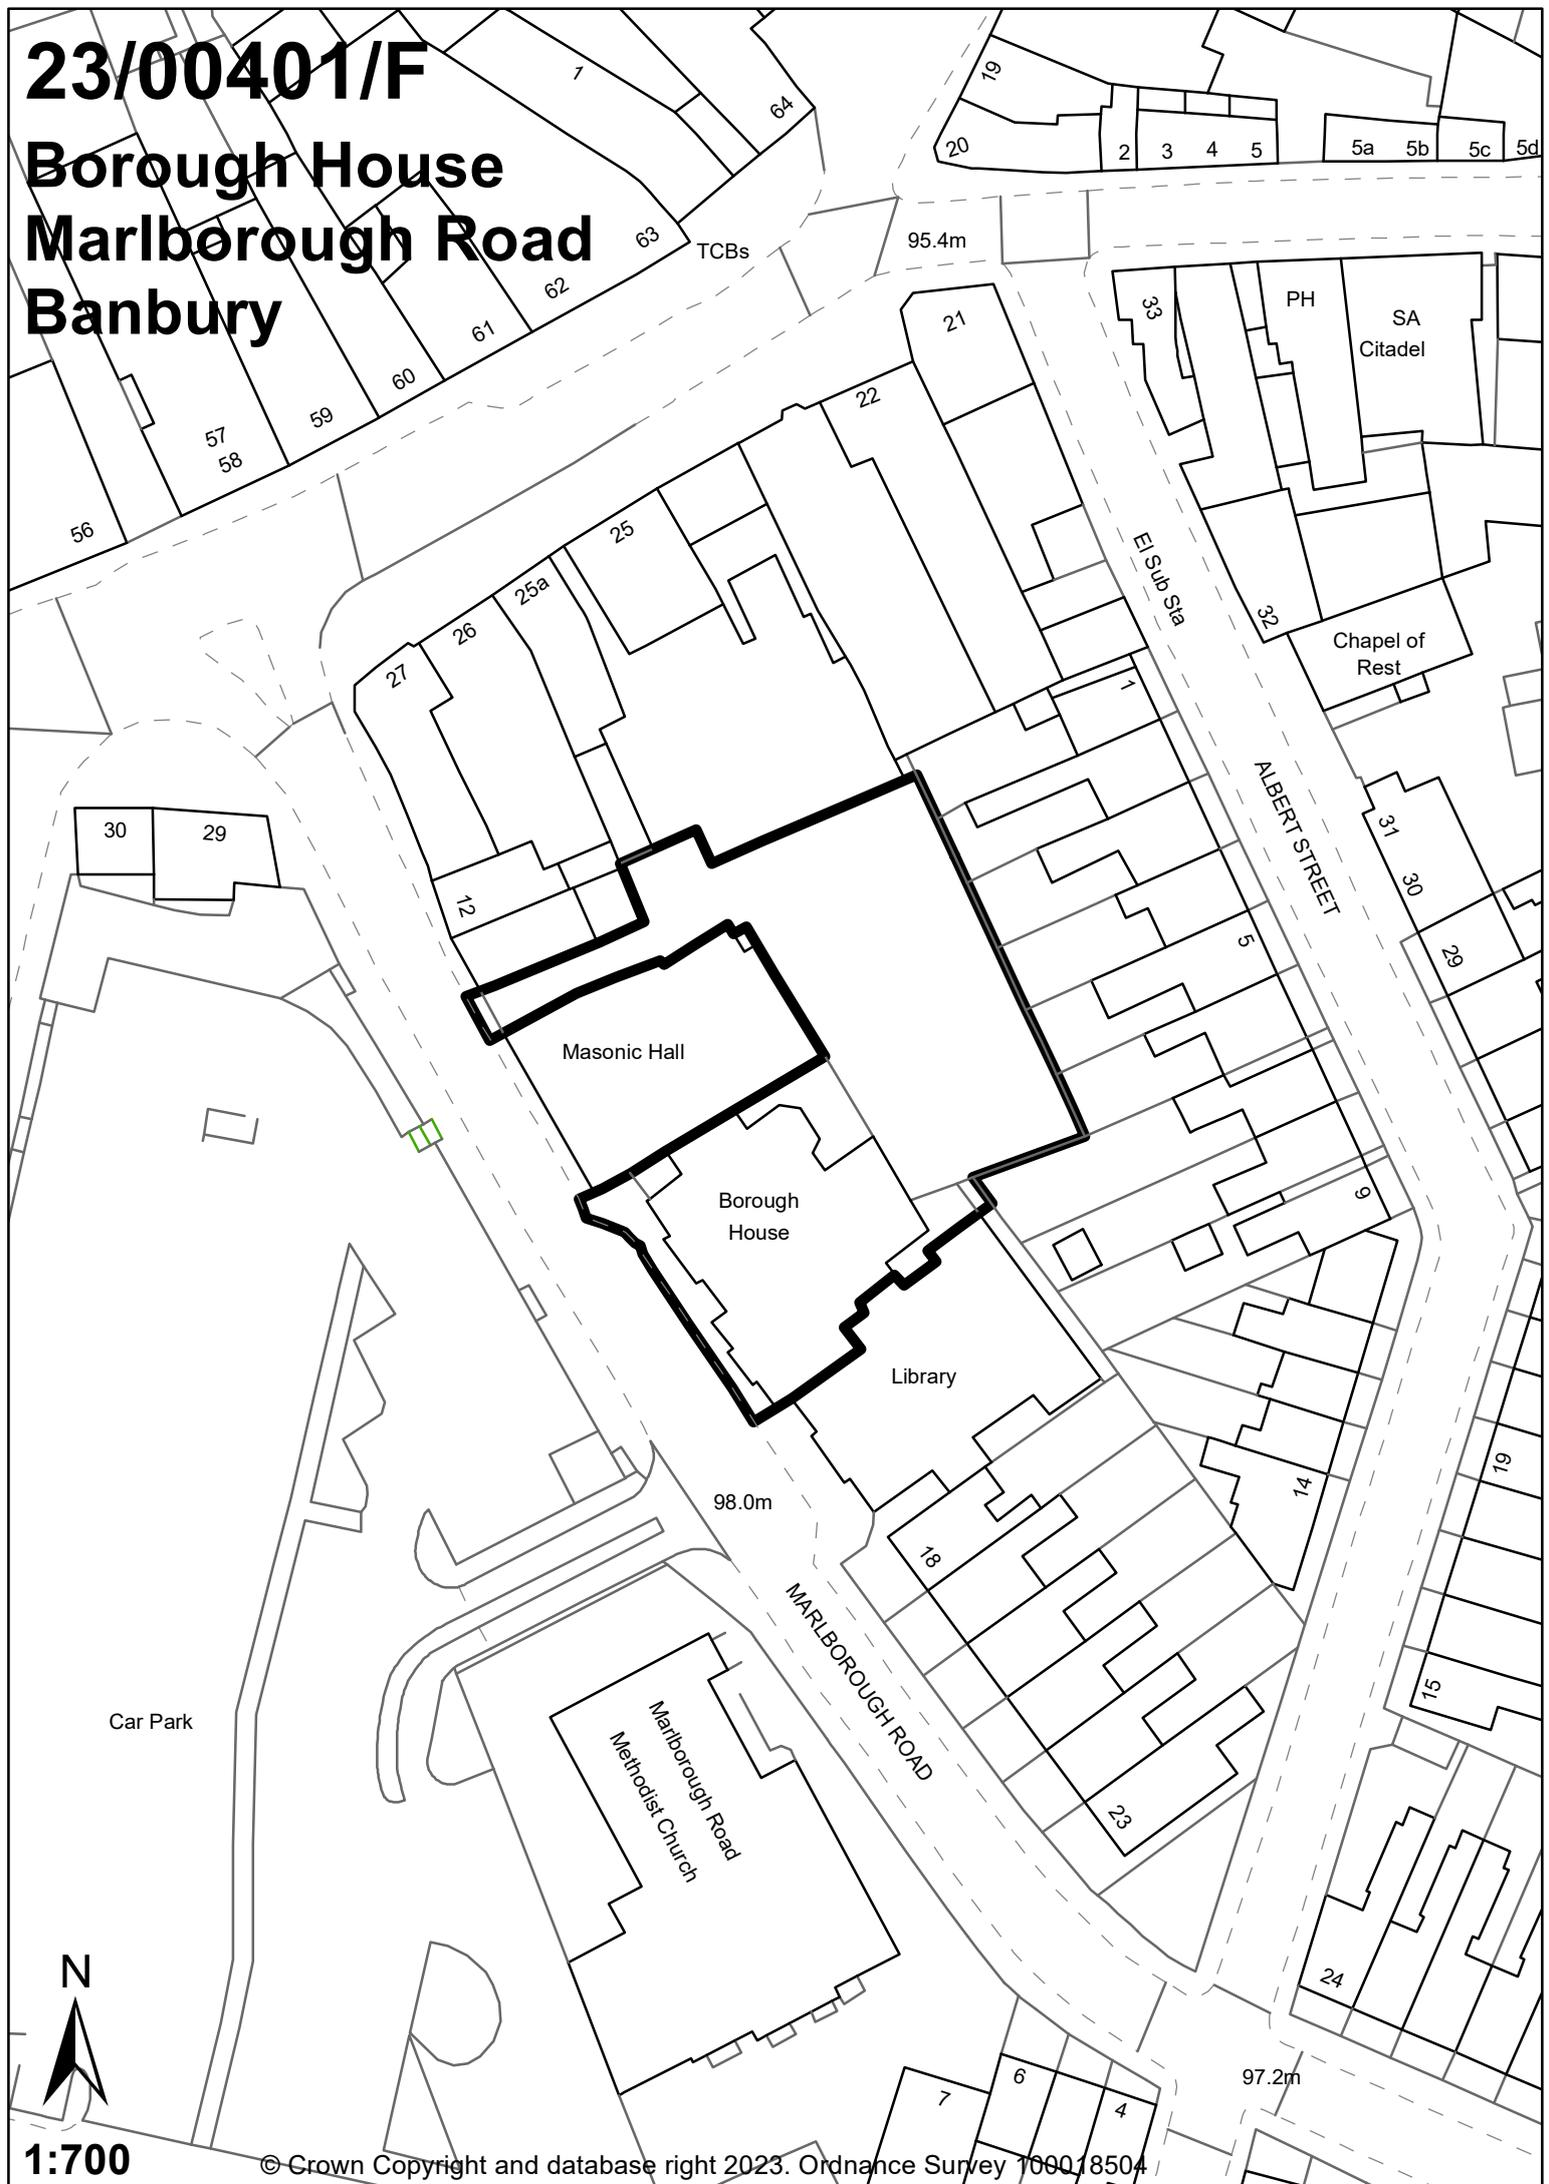 23/00401/F
Borough House
Marlborough Road
Banbury
1
64
63
62
61
60
59
57
58
56
TCBs
95.4m
19
20
2
3
4
5
5a
5b
5c
5d
21
22
33
PH
SA
Citadel
25
25a
26
27
El Sub Sta
32
Chapel of
Rest
1
ALBERT STREET
31
30
29
30
29
12
5
Masonic Hall
Borough
House
9
Library
98.0m
14
19
18
15
MARLBOROUGH ROAD
Car Park
Marlborough Road
Methodist Church
23
24
N
97.2m
7
6
4
1:700
© Crown Copyright and database right 2023. Ordnance Survey 100018504